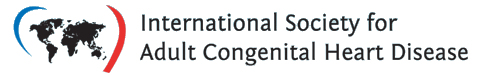 International Society for
Adult Congenital Heart Disease